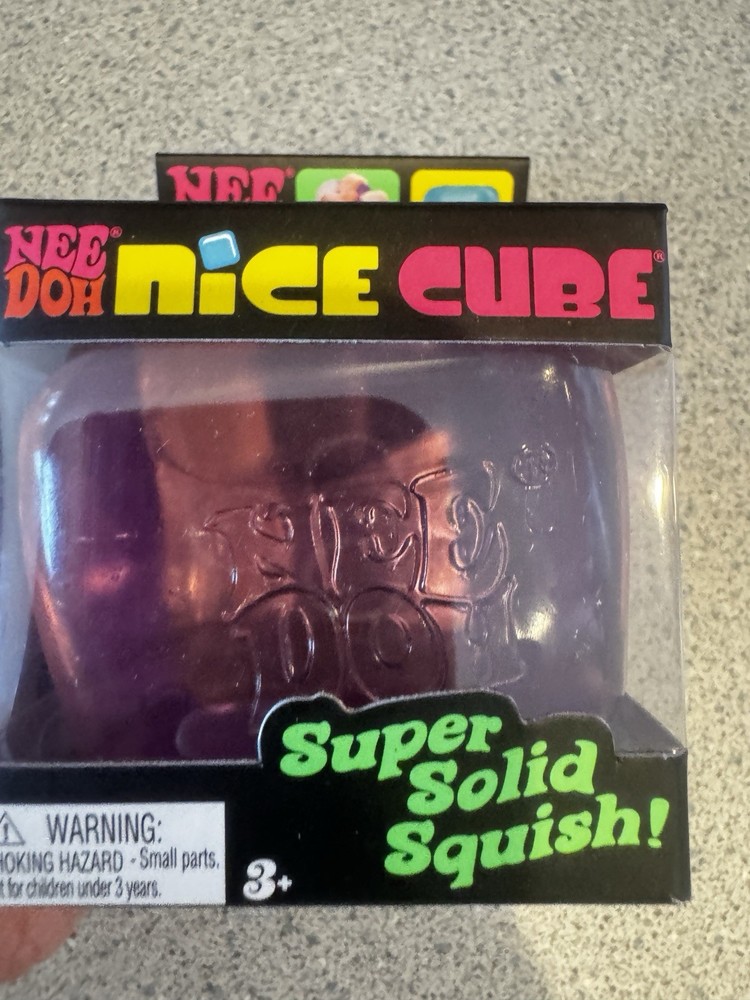 NEE®
NEE® DOH nice CUBE®
NEE®
DOH
Super
Solid
Squish!
WARNING:
HOKING HAZARD - Small parts.
t for children under 3 years.
3+